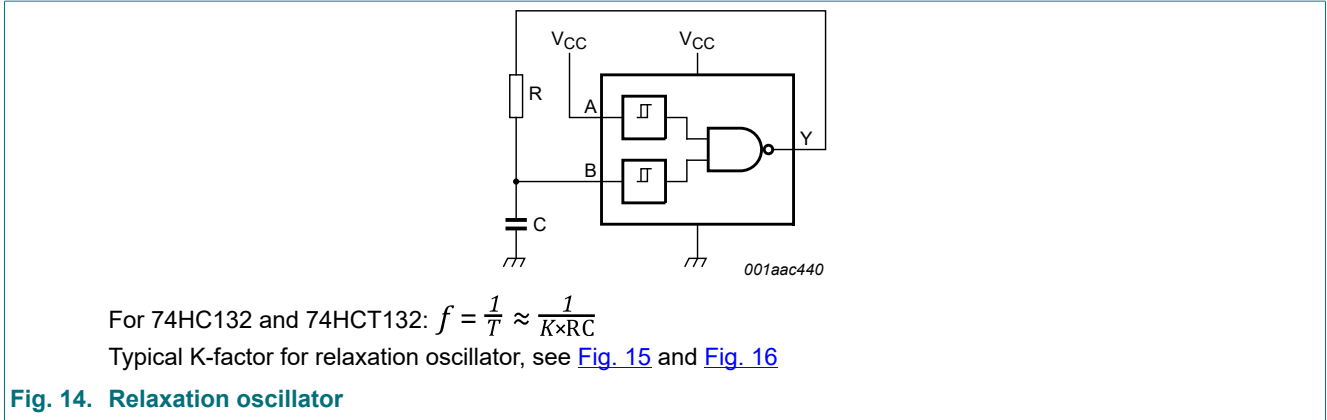 VCC VCC
R
A
Y
B
C
001aac440
For 74HC132 and 74HCT132: f = 1/T ≈ 1/K×RC
Typical K-factor for relaxation oscillator, see Fig. 15 and Fig. 16
Fig. 14. Relaxation oscillator